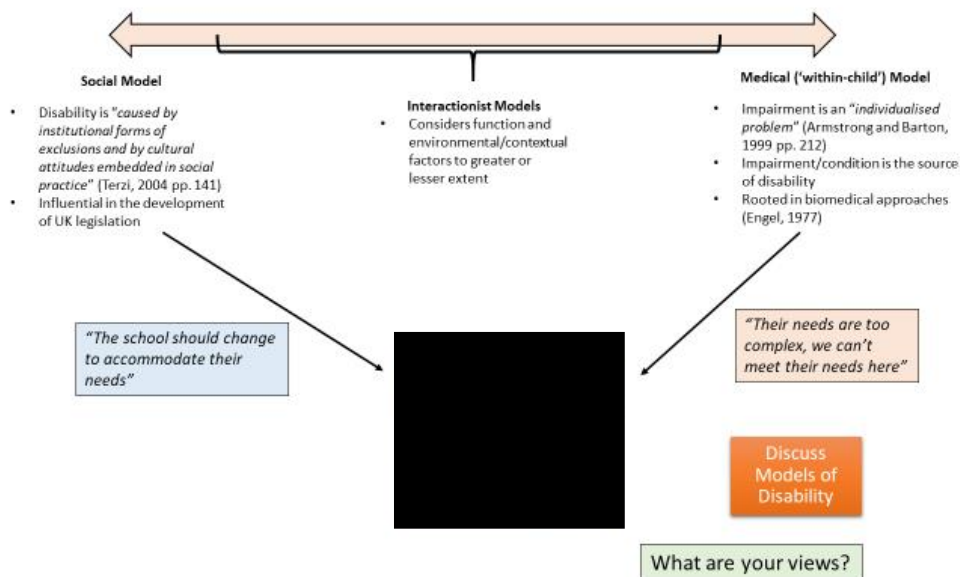 Social Model
• Disability is "caused by
institutional forms of
exclusions and by cultural
attitudes embedded in social
practice" (Terzi, 2004 pp. 141)
• Influential in the development
of UK legislation
Interactionist Models
• Considers function and
environmental/contextual
factors to greater or
lesser extent
Medical ('within-child') Model
• Impairment is an "individualised
problem" (Armstrong and Barton,
1999 pp. 212)
• Impairment/condition is the source
of disability
• Rooted in biomedical approaches
(Engel, 1977)
"The school should change
to accommodate their
needs"
"Their needs are too
complex, we can't
meet their needs here"
Discuss
Models of
Disability
What are your views?